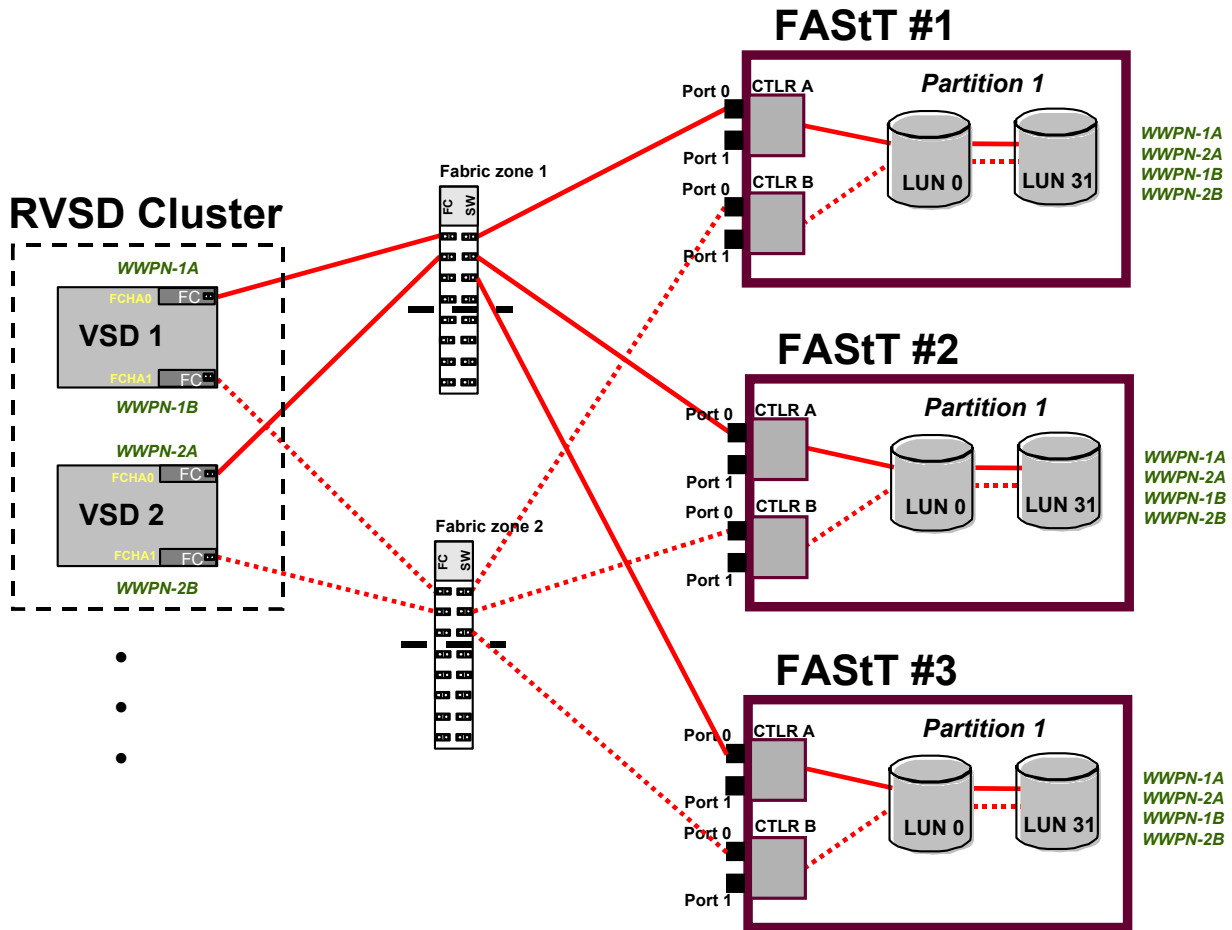 RVSD Cluster
WWPN-1A
FCHA0 FC
VSD 1
FCHA1 FC
WWPN-1B
WWPN-2A
FCHA0 FC
VSD 2
FCHA1 FC
WWPN-2B
Fabric zone 1
FC SW
Fabric zone 2
FC SW
FAStT #1
Port 0
CTLR A
Port 1
Port 0
CTLR B
Port 1
Partition 1
LUN 0
LUN 31
WWPN-1A
WWPN-2A
WWPN-1B
WWPN-2B
FAStT #2
Port 0
CTLR A
Port 1
Port 0
CTLR B
Port 1
Partition 1
LUN 0
LUN 31
WWPN-1A
WWPN-2A
WWPN-1B
WWPN-2B
FAStT #3
Port 0
CTLR A
Port 1
Port 0
CTLR B
Port 1
Partition 1
LUN 0
LUN 31
WWPN-1A
WWPN-2A
WWPN-1B
WWPN-2B